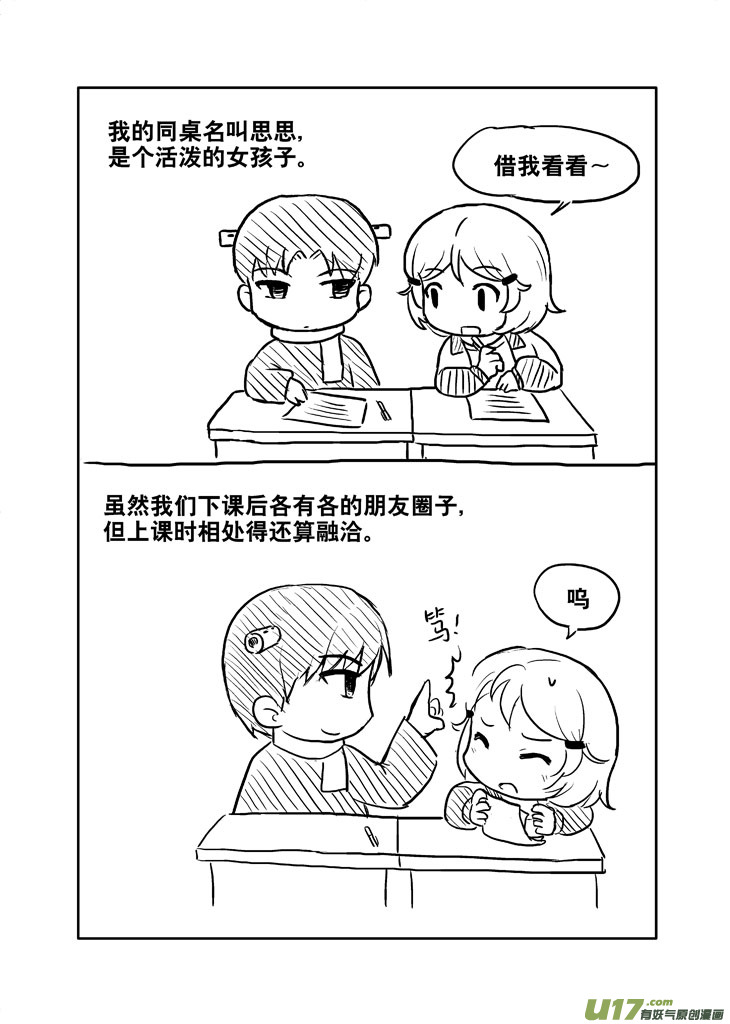 我的同桌名叫思思，
是个活泼的女孩子。
借我看看～
虽然我们下课后各有各的朋友圈子，
但上课时相处得还算融洽。
呜
笃！
U17.com
有妖气原创漫画